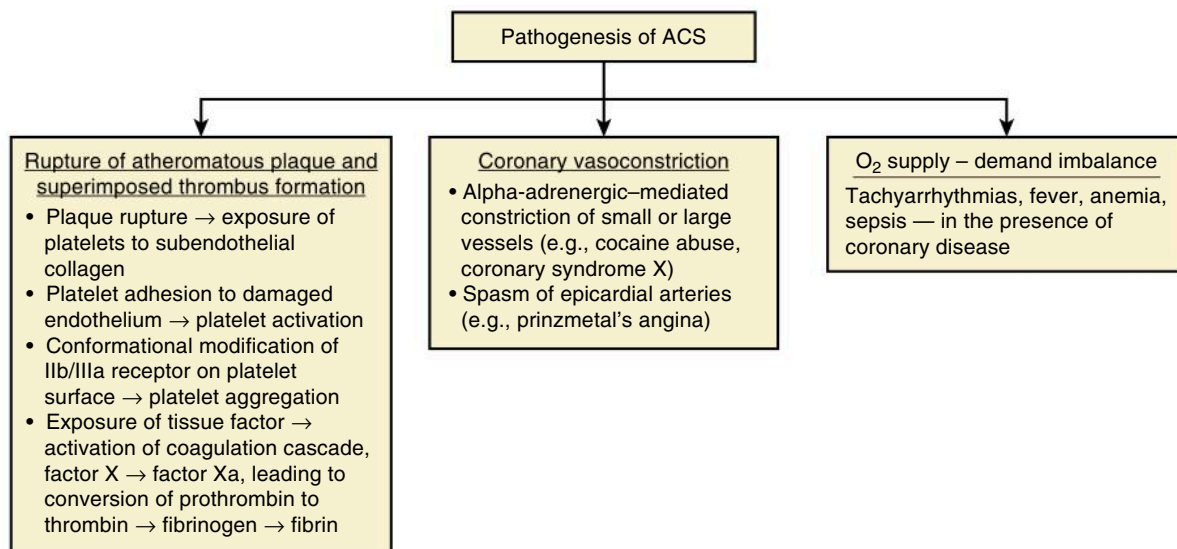 Pathogenesis of ACS
Rupture of atheromatous plaque and
superimposed thrombus formation
• Plaque rupture → exposure of
platelets to subendothelial
collagen
• Platelet adhesion to damaged
endothelium → platelet activation
• Conformational modification of
IIb/IIIa receptor on platelet
surface → platelet aggregation
• Exposure of tissue factor →
activation of coagulation cascade,
factor X → factor Xa, leading to
conversion of prothrombin to
thrombin → fibrinogen → fibrin
Coronary vasoconstriction
• Alpha-adrenergic–mediated
constriction of small or large
vessels (e.g., cocaine abuse,
coronary syndrome X)
• Spasm of epicardial arteries
(e.g., prinzmetal's angina)
O₂ supply – demand imbalance
Tachyarrhythmias, fever, anemia,
sepsis — in the presence of
coronary disease